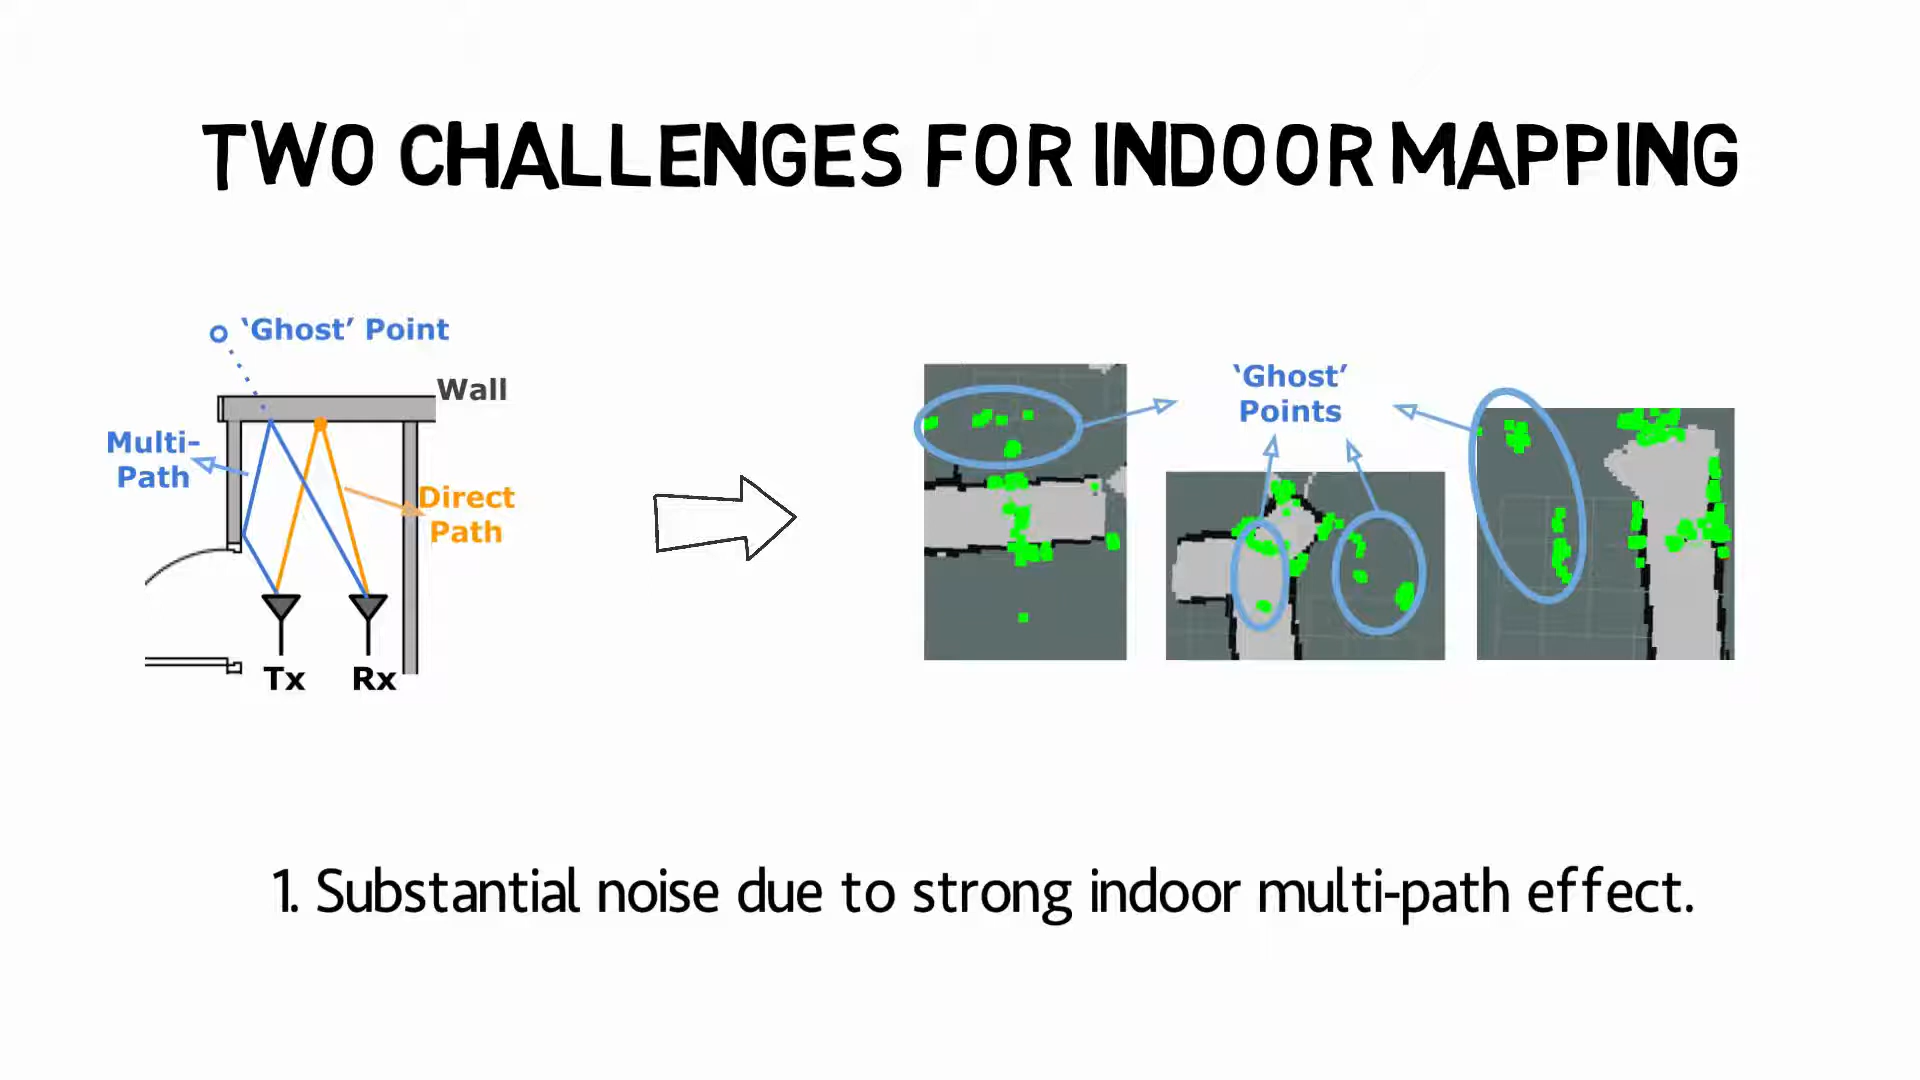 TWO CHALLENGES FOR INDOOR MAPPING
‘Ghost’ Point
Wall
Multi-
Path
Direct
Path
Tx
Rx
‘Ghost’
Points
1. Substantial noise due to strong indoor multi-path effect.